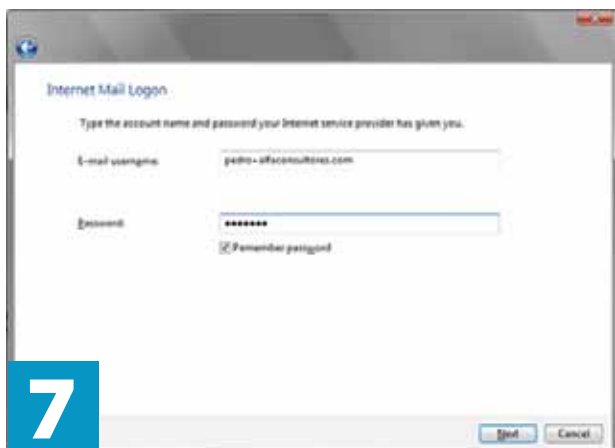 Internet Mail Logon
Type the account name and password your Internet service provider has given you.
E-mail username:
pedro+alfaconsultores.com
Password:
•••••••
Remember password
7
Next
Cancel